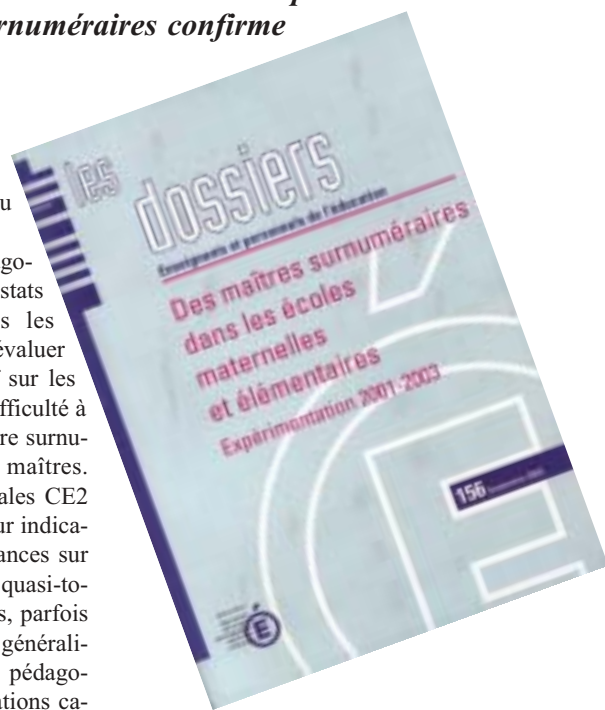 rnuméraires confirme
u
go-
stats
s les
évaluer
sur les
fficulté à
re surnu-
maîtres.
ales CE2
ur indica-
ances sur
quasi-to-
s, parfois
générali-
pédago-
ations ca-
les dossiers
Enseignants et personnels de l'éducation
Des maîtres surnuméraires
dans les écoles
maternelles
et élémentaires
Expérimentation 2001-2003
156
É